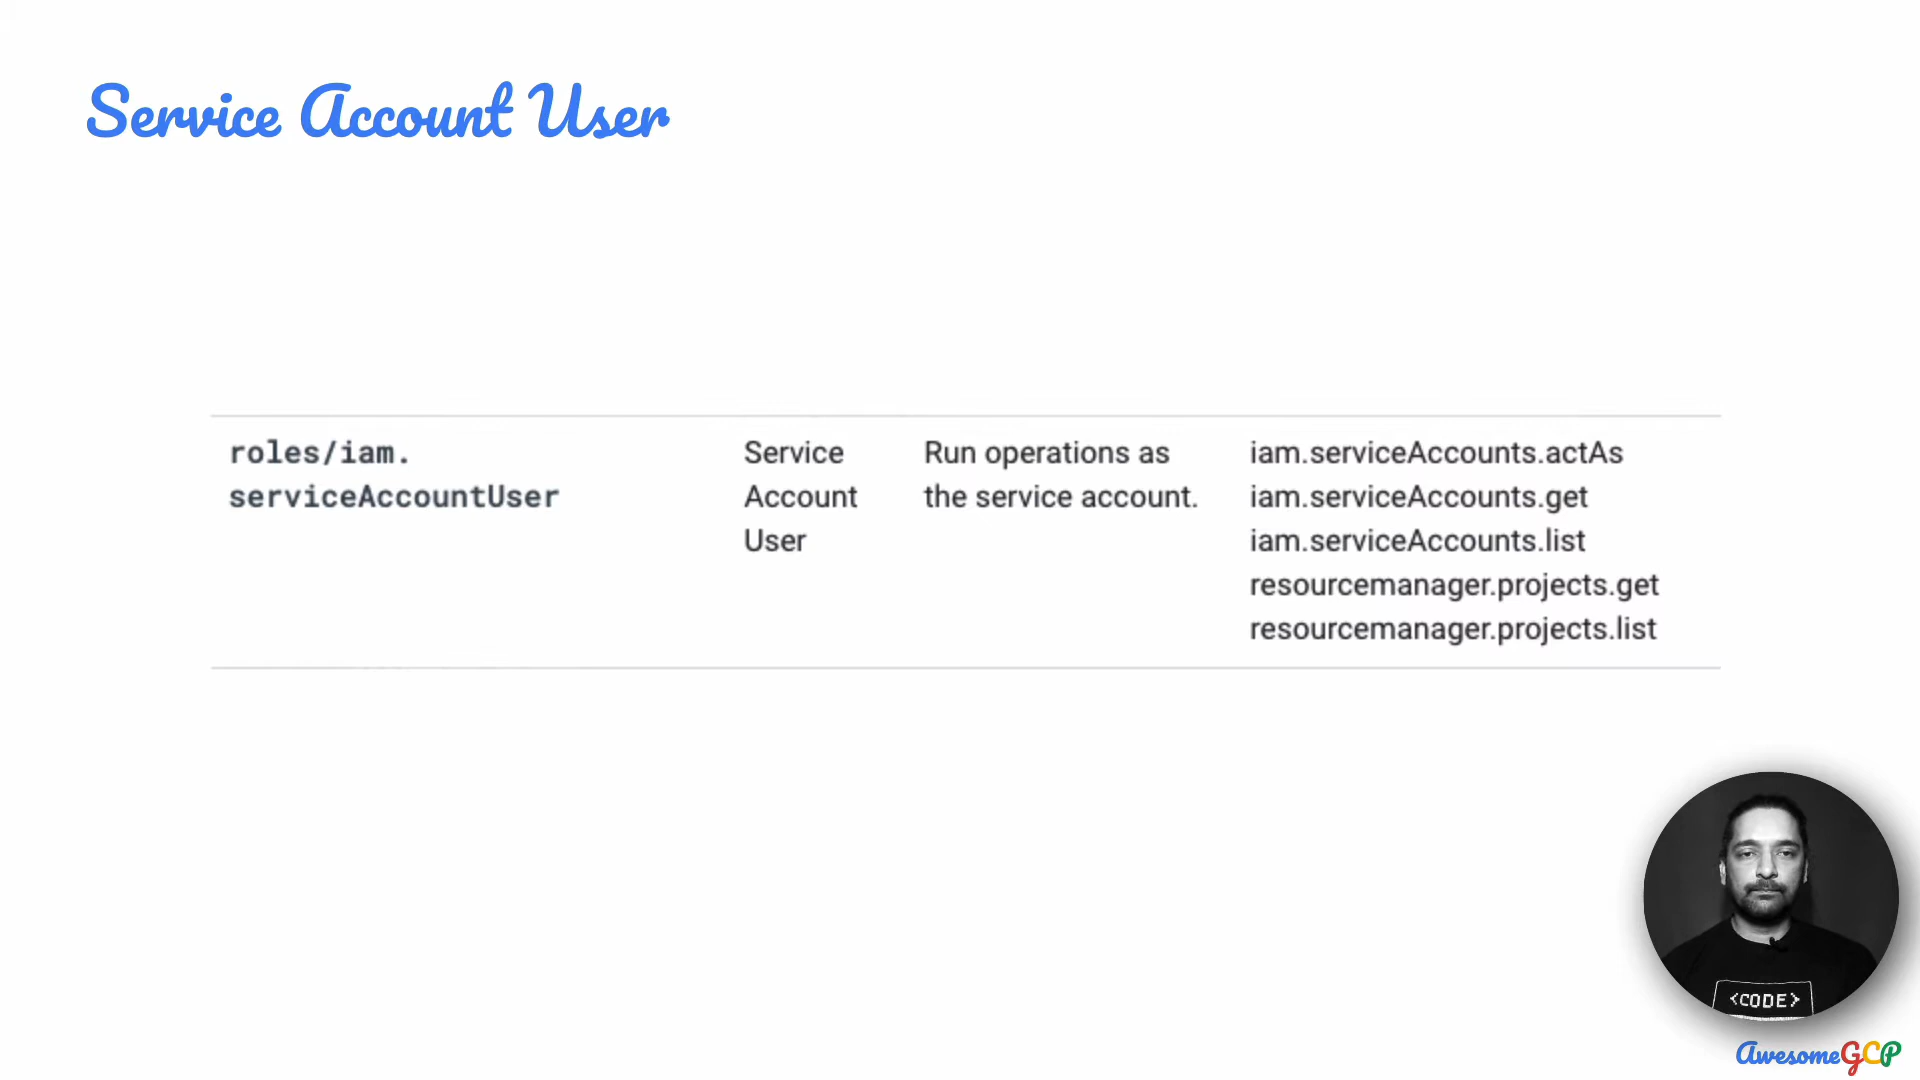 Service Account User
roles/iam.
serviceAccountUser
Service
Account
User
Run operations as
the service account.
iam.serviceAccounts.actAs
iam.serviceAccounts.get
iam.serviceAccounts.list
resourcemanager.projects.get
resourcemanager.projects.list
<CODE>
AwesomeGCP